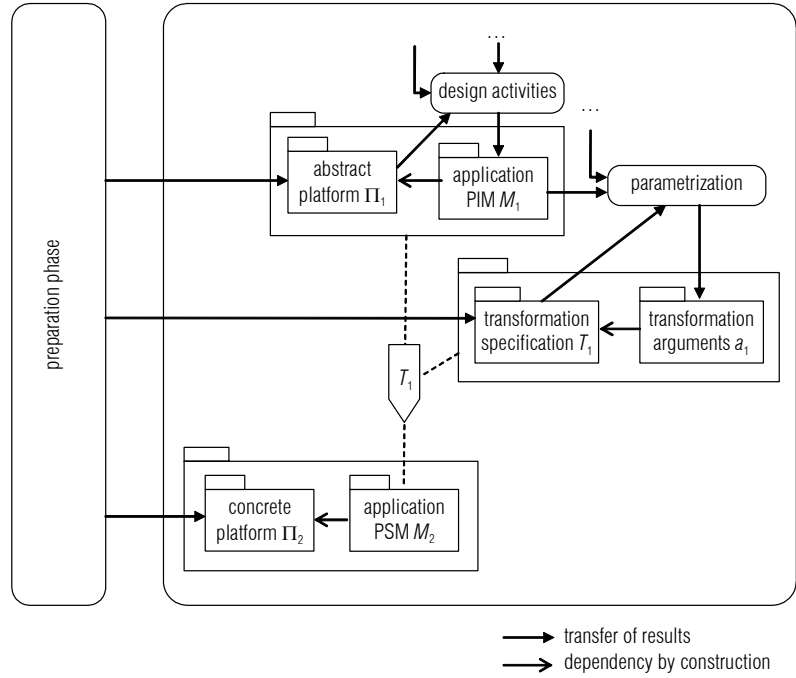 ...
design activities
...
abstract
platform Π₁
application
PIM M₁
parametrization
preparation phase
transformation
specification T₁
transformation
arguments a₁
T₁
concrete
platform Π₂
application
PSM M₂
transfer of results
dependency by construction